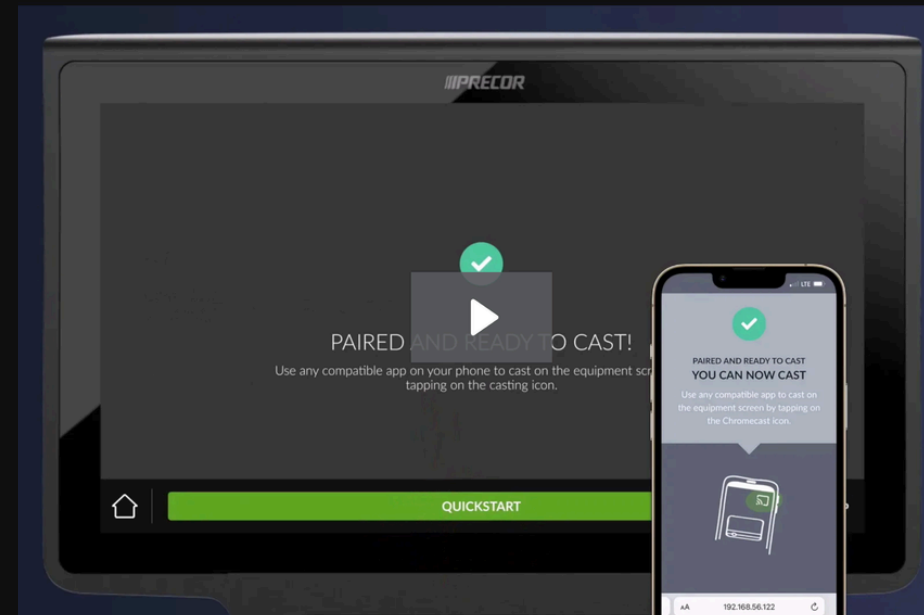 PRECOR
PAIRED AND READY TO CAST!
Use any compatible app on your phone to cast on the equipment
tapping on the casting icon.
QUICKSTART
LTE
PAIRED AND READY TO CAST
YOU CAN NOW CAST
Use any compatible app to cast on
the equipment screen by tapping on
the Chromecast icon.
AA
192.168.56.122